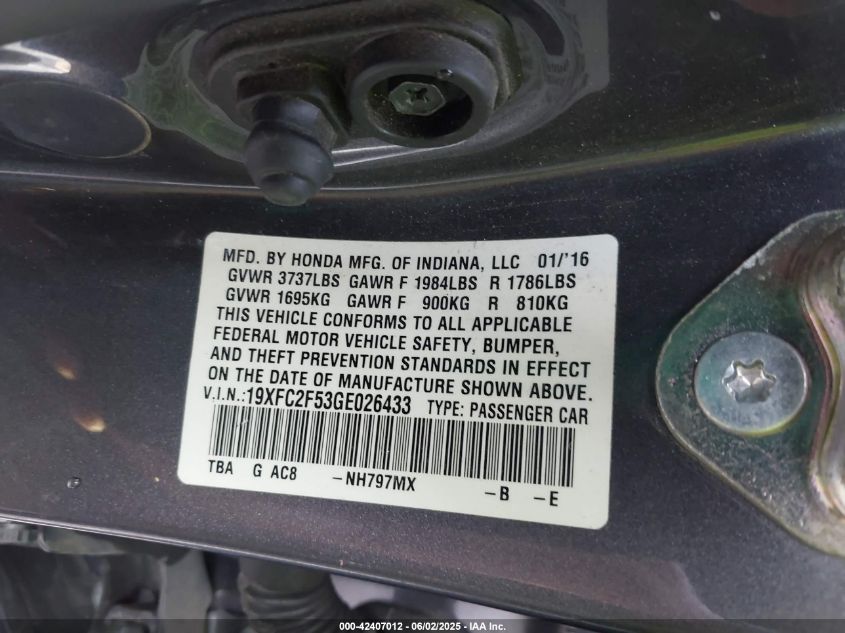 MFD. BY HONDA MFG. OF INDIANA, LLC 01/'16
GVWR 3737LBS GAWR F 1984LBS R 1786LBS
GVWR 1695KG GAWR F 900KG R 810KG
THIS VEHICLE CONFORMS TO ALL APPLICABLE
FEDERAL MOTOR VEHICLE SAFETY, BUMPER,
AND THEFT PREVENTION STANDARDS IN EFFECT
ON THE DATE OF MANUFACTURE SHOWN ABOVE.
V.I.N.:19XFC2F53GE026433 TYPE: PASSENGER CAR
TBA G AC8 -NH797MX -B -E
000-42407012 - 06/02/2025 - IAA Inc.